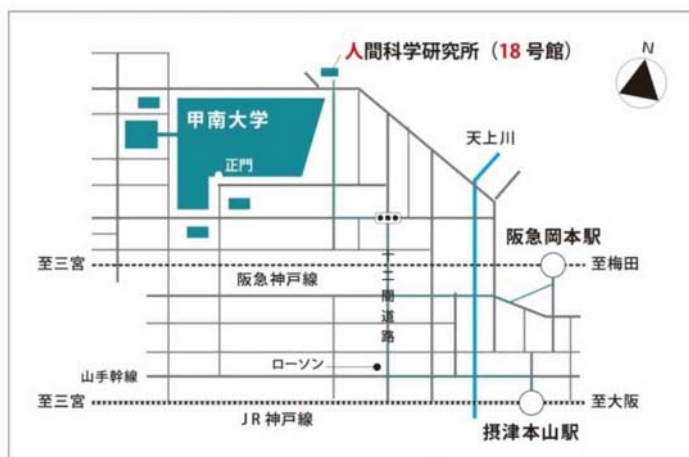 人間科学研究所（18号館）
N
甲南大学
天上川
正門
阪急岡本駅
至三宮
至梅田
阪急神戸線
十二間道路
ローソン
山手幹線
至三宮
至大阪
JR神戸線
摂津本山駅